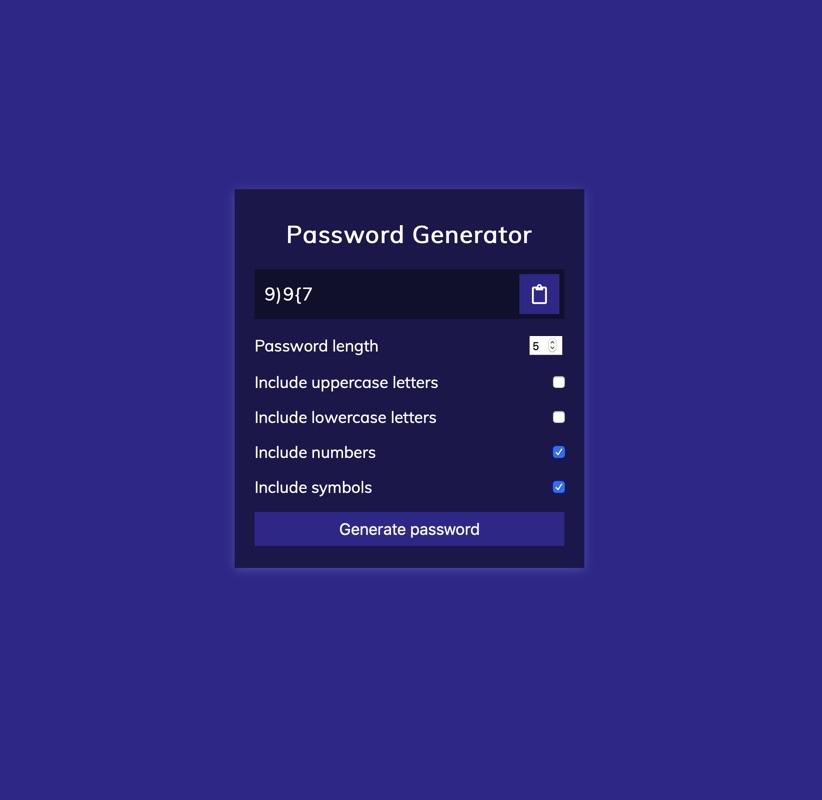 Password Generator
9)9{7
Password length 5
Include uppercase letters
Include lowercase letters
Include numbers
Include symbols
Generate password